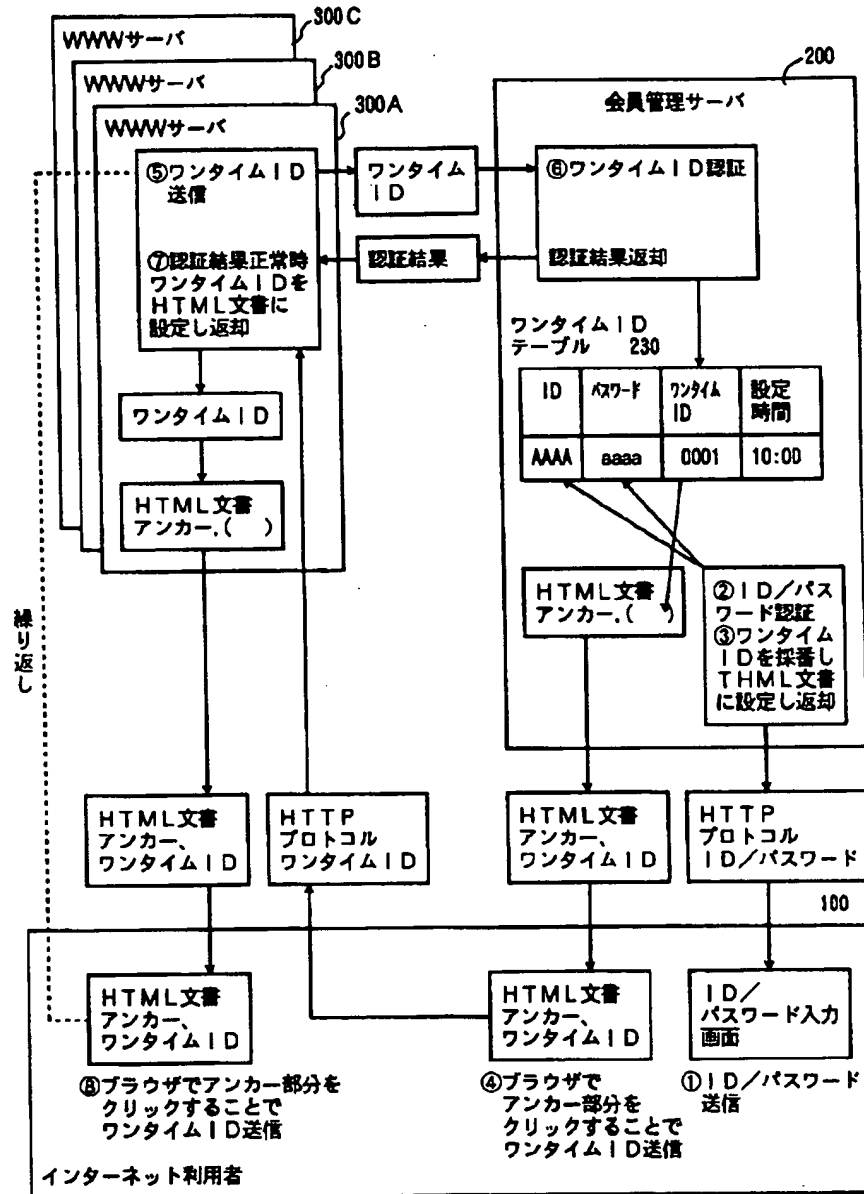 300C
WWWサーバ
300B
WWWサーバ
300A
WWWサーバ
⑤ワンタイムID
送信
⑦認証結果正常時
ワンタイムIDを
HTML文書に
設定し返却
ワンタイムID
HTML文書
アンカー.( )
ワンタイム
ID
認証結果
200
会員管理サーバ
⑥ワンタイムID認証
認証結果返却
ワンタイムID
テーブル 230
ID
パスワード
ワンタイム
ID
設定
時間
AAAA
aaaa
0001
10:00
HTML文書
アンカー.( )
②ID/パス
ワード認証
③ワンタイム
IDを採番し
THML文書
に設定し返却
繰り返し
HTML文書
アンカー、
ワンタイムID
HTTP
プロトコル
ワンタイムID
HTML文書
アンカー、
ワンタイムID
HTTP
プロトコル
ID/パスワード
100
HTML文書
アンカー、
ワンタイムID
⑧ブラウザでアンカー部分を
クリックすることで
ワンタイムID送信
HTML文書
アンカー、
ワンタイムID
④ブラウザで
アンカー部分を
クリックすることで
ワンタイムID送信
ID/
パスワード入力
画面
①ID/パスワード
送信
インターネット利用者